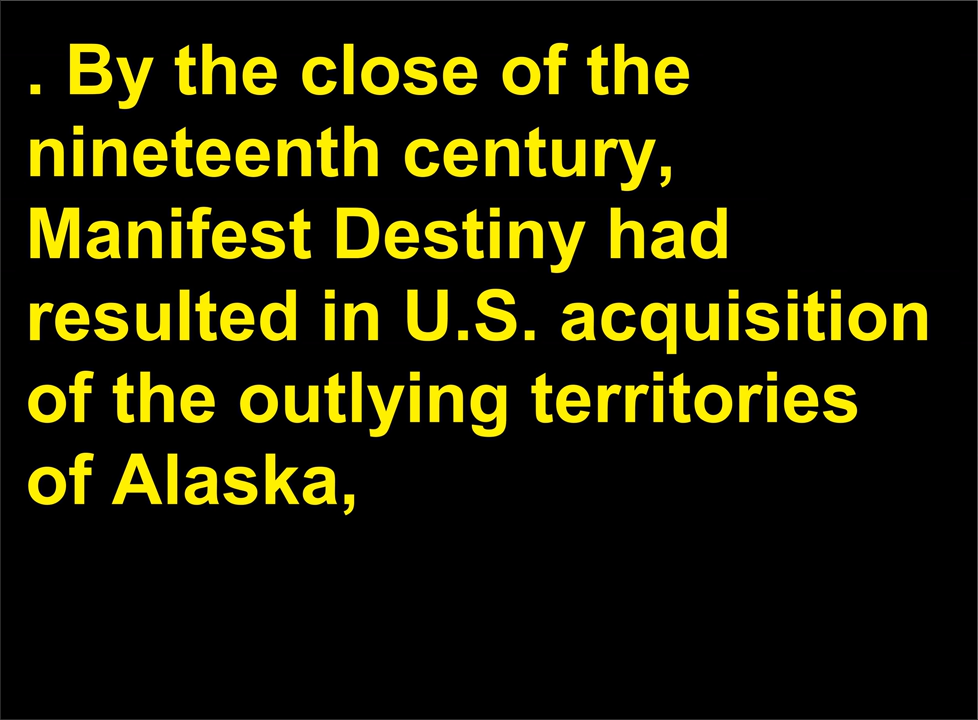 . By the close of the
nineteenth century,
Manifest Destiny had
resulted in U.S. acquisition
of the outlying territories
of Alaska,